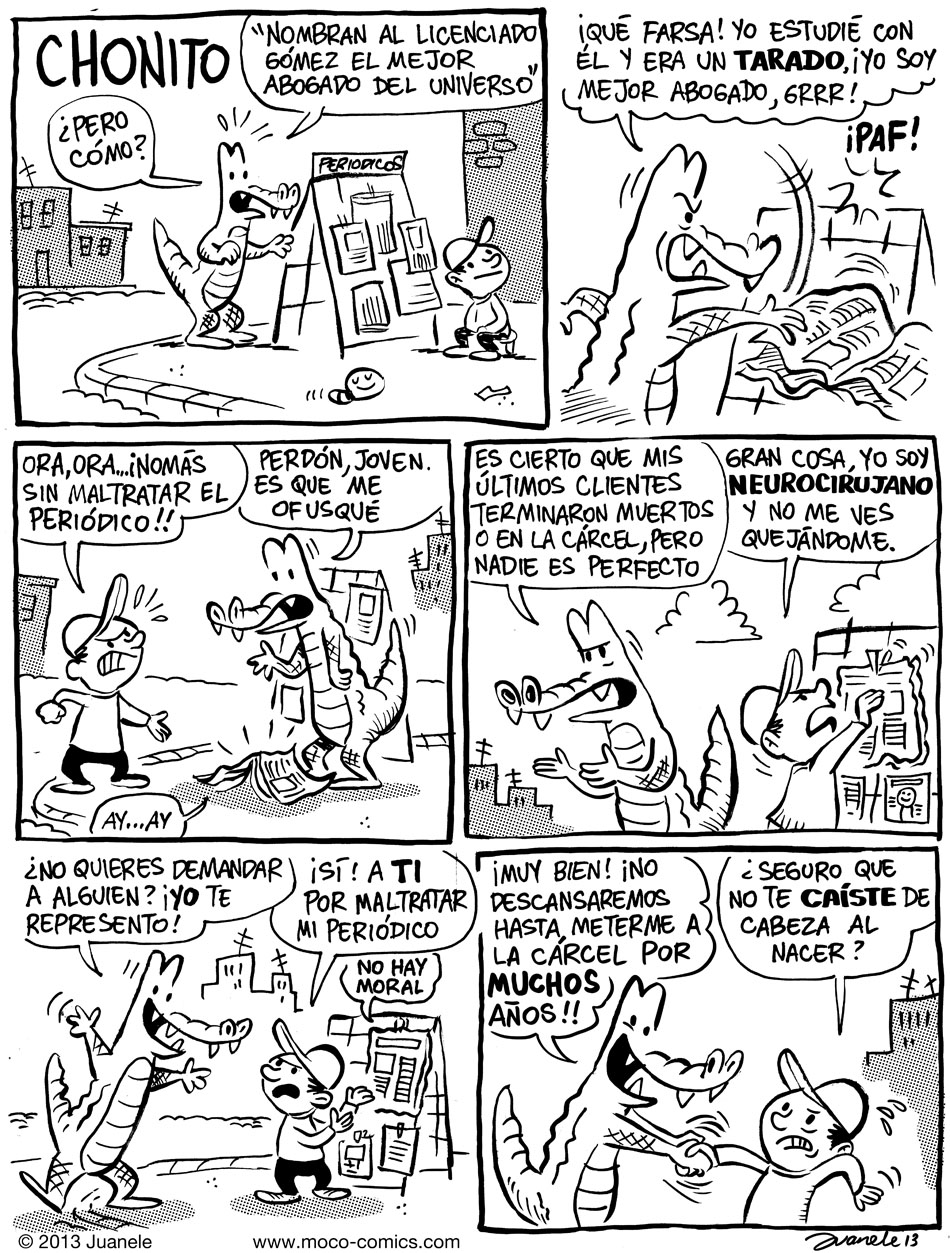 CHONITO
"NOMBRAN AL LICENCIADO
GÓMEZ EL MEJOR
ABOGADO DEL UNIVERSO"
¿PERO
CÓMO?
PERIODICOS
¡QUÉ FARSA! YO ESTUDIÉ CON
ÉL Y ERA UN TARADO, ¡YO SOY
MEJOR ABOGADO, GRRR!
¡PAF!
ORA, ORA...¡NOMÁS
SIN MALTRATAR EL
PERIÓDICO!!
PERDÓN, JOVEN.
ES QUE ME
OFUSQUÉ
AY...AY
ES CIERTO QUE MIS
ÚLTIMOS CLIENTES
TERMINARON MUERTOS
O EN LA CÁRCEL, PERO
NADIE ES PERFECTO
GRAN COSA, YO SOY
NEUROCIRUJANO
Y NO ME VES
QUEJÁNDOME.
¿NO QUIERES DEMANDAR
A ALGUIEN? ¡YO TE
REPRESENTO!
¡SÍ! A TI
POR MALTRATAR
MI PERIÓDICO
NO HAY
MORAL
¡MUY BIEN! ¡NO
DESCANSAREMOS
HASTA METERME A
LA CÁRCEL POR
MUCHOS
AÑOS!!
¿SEGURO QUE
NO TE CAÍSTE DE
CABEZA AL
NACER?
© 2013 Juanele
www.moco-comics.com
Juanele 13